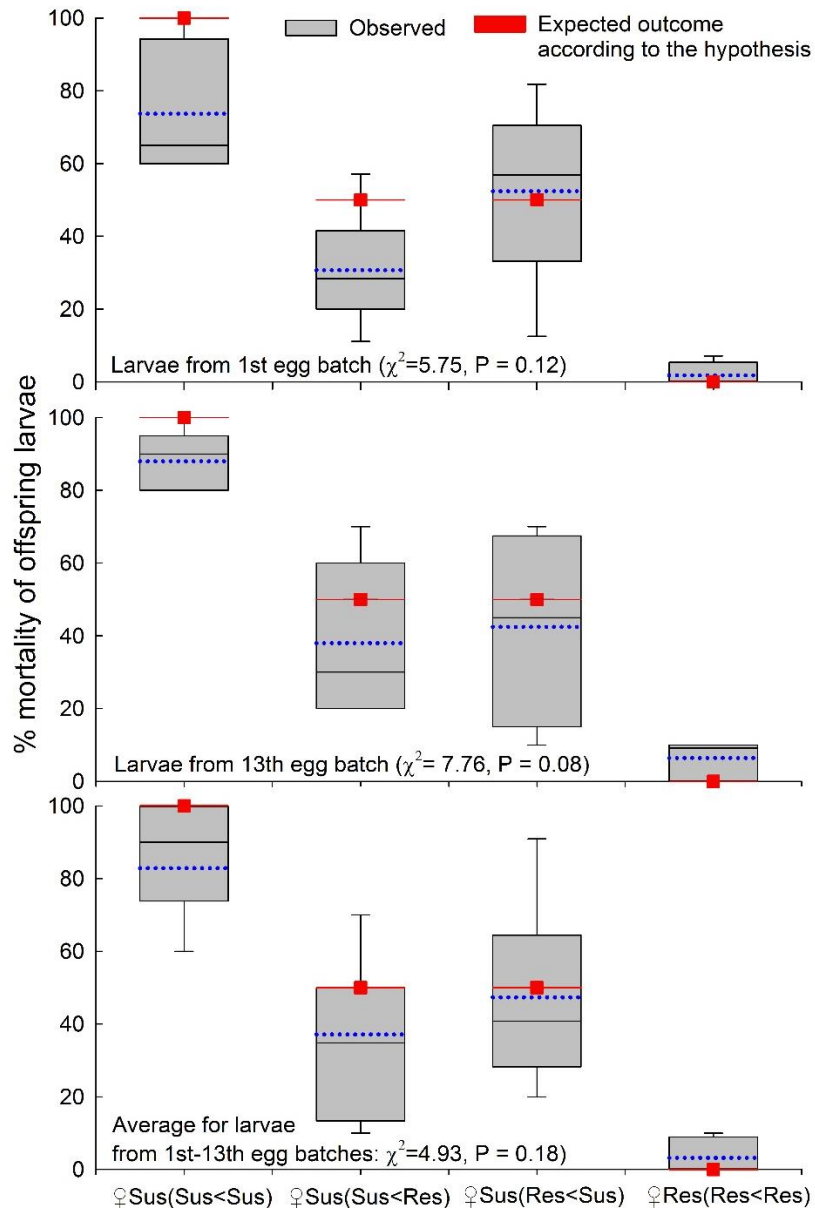 % mortality of offspring larvae
Observed
Expected outcome
according to the hypothesis
100
80
60
40
20
0
Larvae from 1st egg batch (χ²=5.75, P = 0.12)
100
80
60
40
20
0
Larvae from 13th egg batch (χ²= 7.76, P = 0.08)
100
80
60
40
20
0
Average for larvae
from 1st-13th egg batches: χ²=4.93, P = 0.18)
♀Sus(Sus<Sus) ♀Sus(Sus<Res) ♀Sus(Res<Sus) ♀Res(Res<Res)